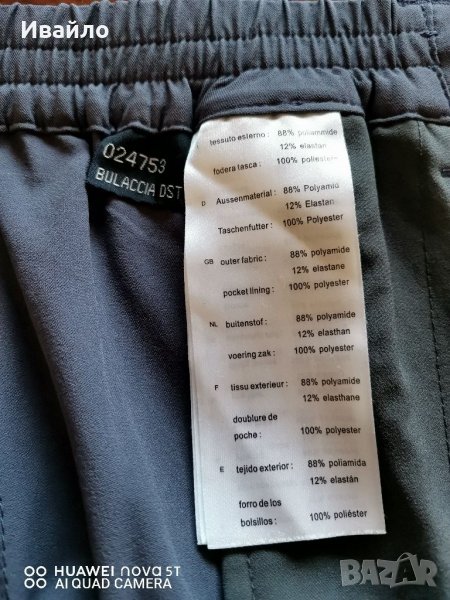 Ивайло
024753
BULACCIA DST
tessuto esterno: 88% poliammide
12% elastan
fodera tasca: 100% poliestere
D Aussenmaterial: 88% Polyamid
12% Elastan
Taschenfutter: 100% Polyester
GB outer fabric: 88% polyamide
12% elastane
pocket lining: 100% polyester
NL buitenstof: 88% polyamide
12% elasthan
voering zak: 100% polyester
F tissu exterieur: 88% polyamide
12% elasthane
doublure de
poche: 100% polyester
E tejido exterior: 88% poliamida
12% elastán
forro de los
bolsillos: 100% poliéster
HUAWEI nova 5T
AI QUAD CAMERA
BAZAR